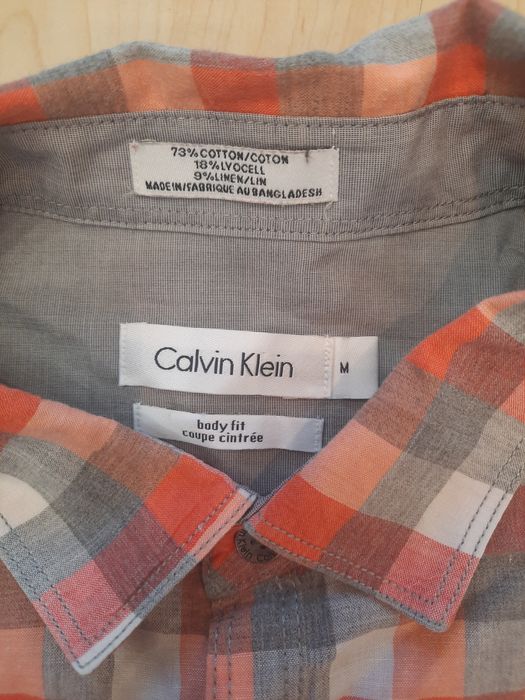 73% COTTON/COTON
18% LYOCELL
9% LINEN/LIN
MADE IN/FABRIQUE AU BANGLADESH
Calvin Klein
M
body fit
coupe cintrée
Klein